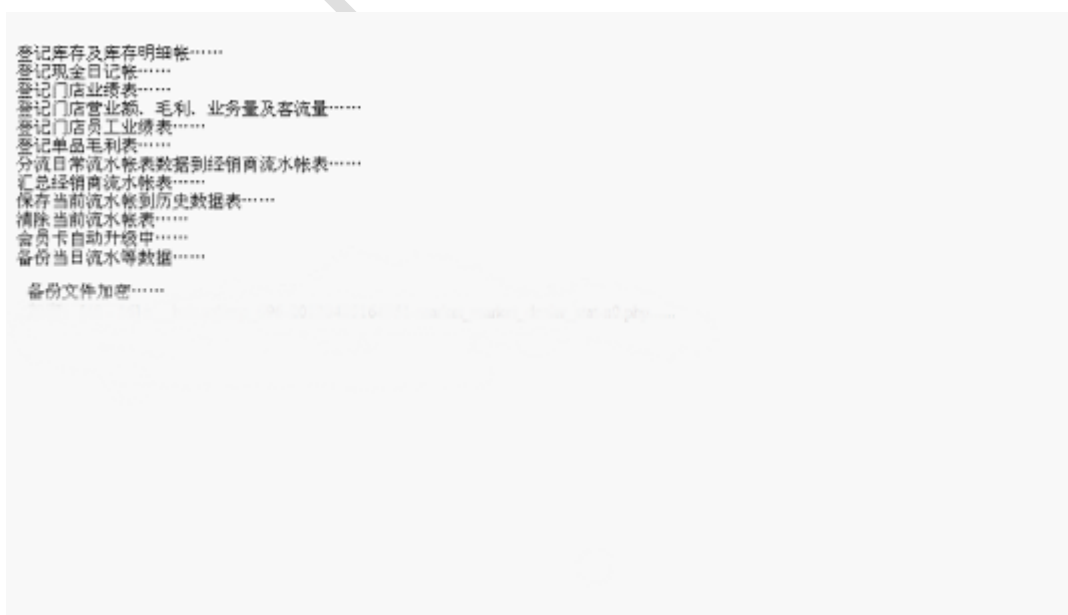 登记库存及库存明细帐……
登记现金日记帐……
登记门店业绩表……
登记门店营业额、毛利、业务量及客流量……
登记门店员工业绩表……
登记单品毛利表……
分流日常流水帐表数据到经销商流水帐表……
汇总经销商流水帐表……
保存当前流水帐到历史数据表……
清除当前流水帐表……
会员卡自动升级中……
备份当日流水等数据……
备份文件加密……